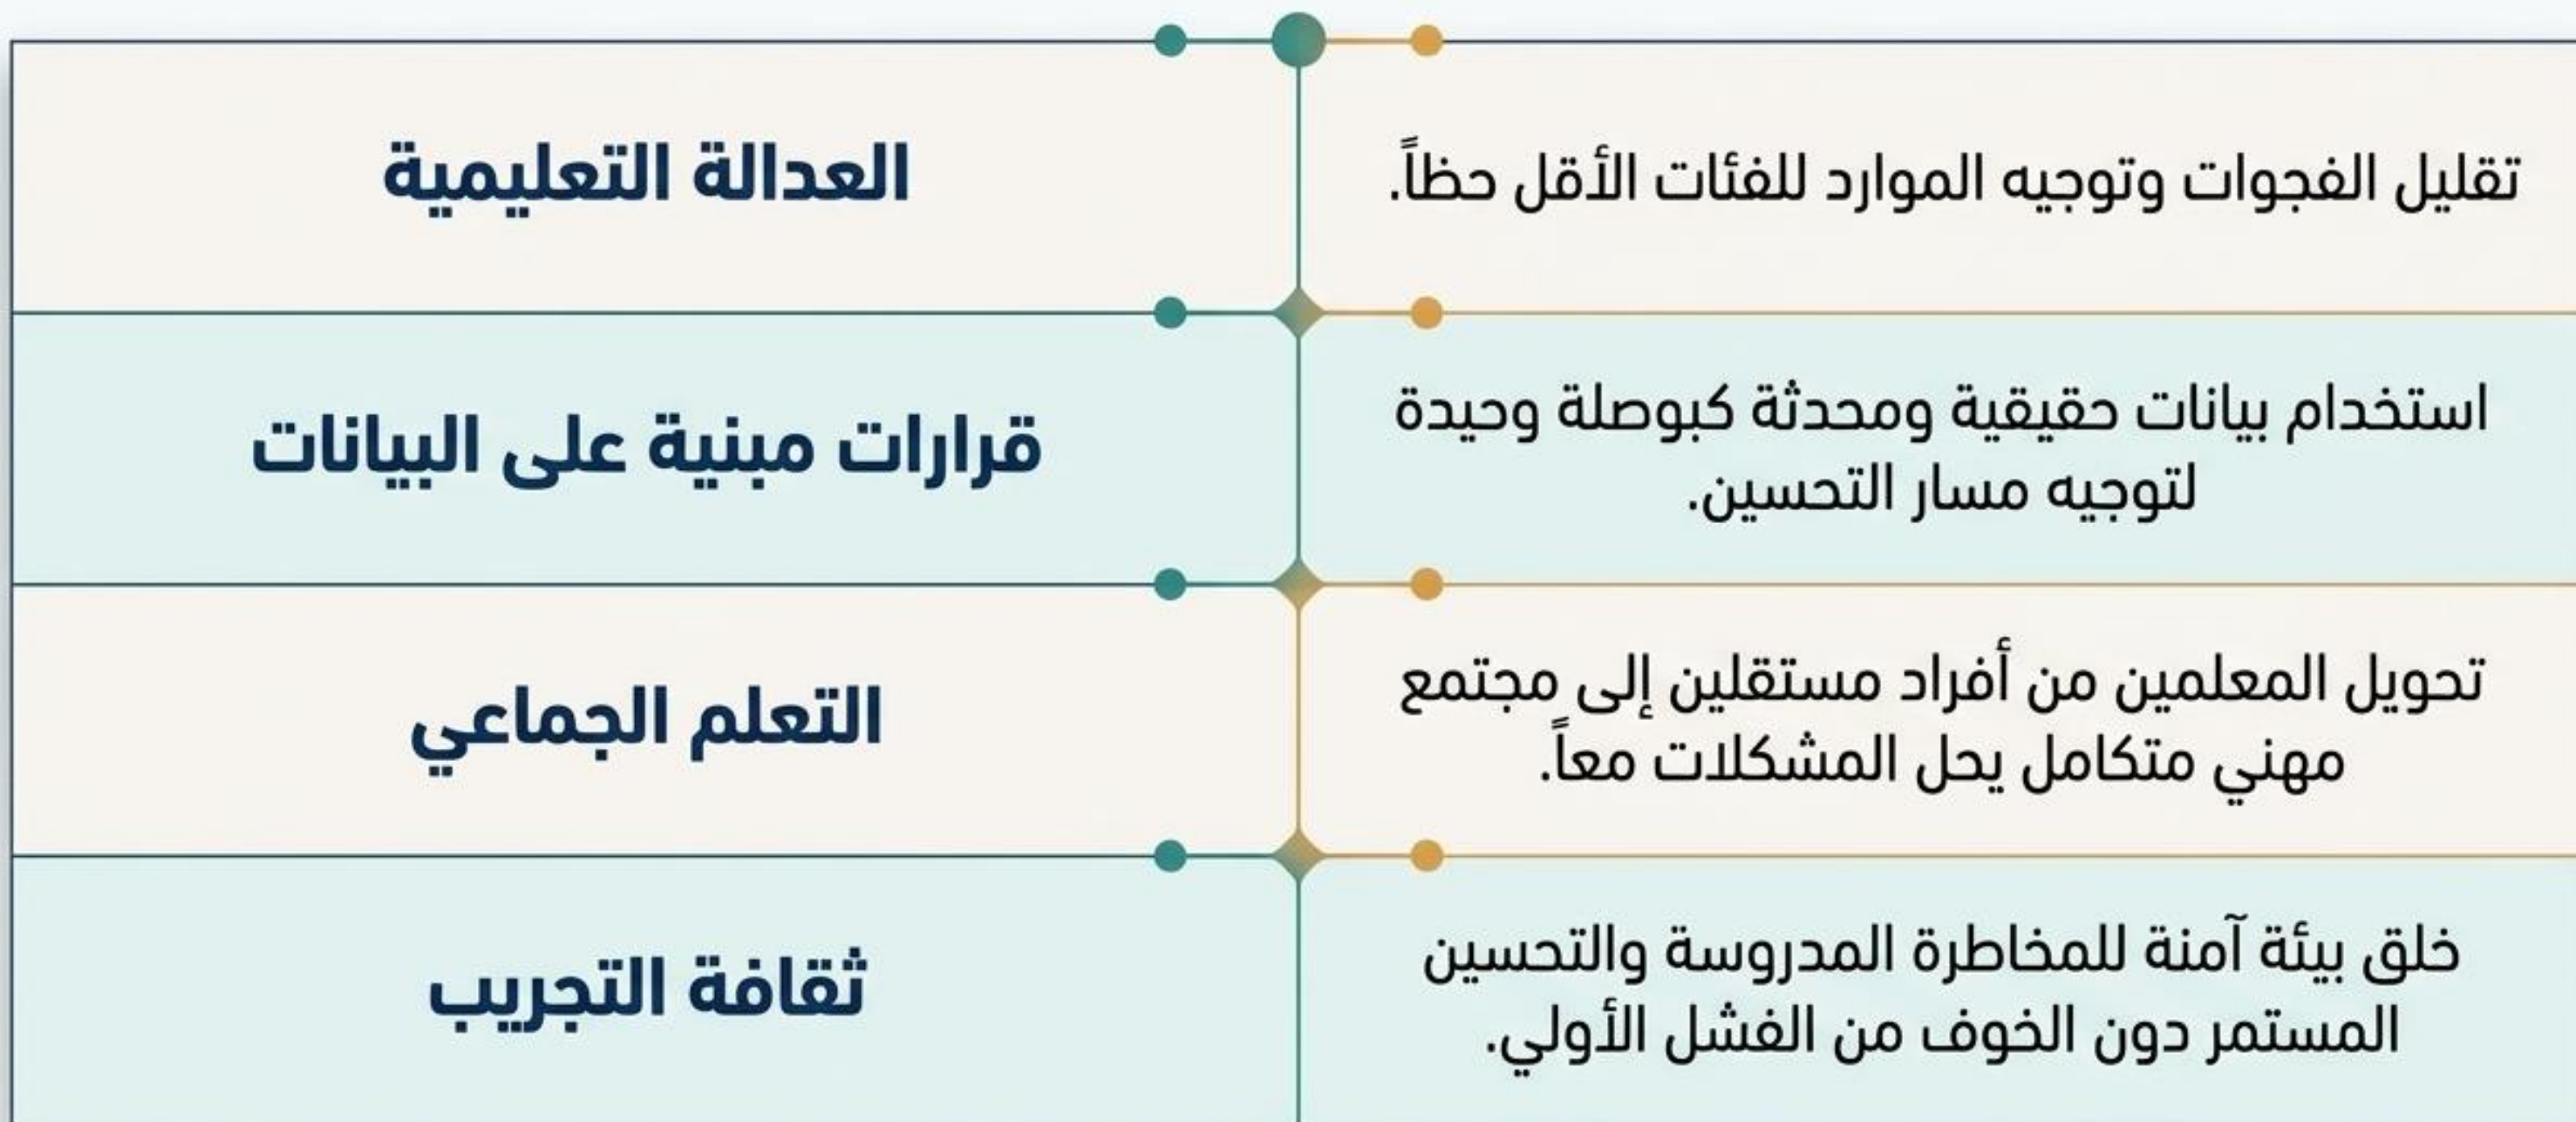 العدالة التعليمية
تقليل الفجوات وتوجيه الموارد للفئات الأقل حظاً.
قرارات مبنية على البيانات
استخدام بيانات حقيقية ومحدثة كبوصلة وحيدة
لتوجيه مسار التحسين.
التعلم الجماعي
تحويل المعلمين من أفراد مستقلين إلى مجتمع
مهني متكامل يحل المشكلات معاً.
ثقافة التجريب
خلق بيئة آمنة للمخاطرة المدروسة والتحسين
المستمر دون الخوف من الفشل الأولي.